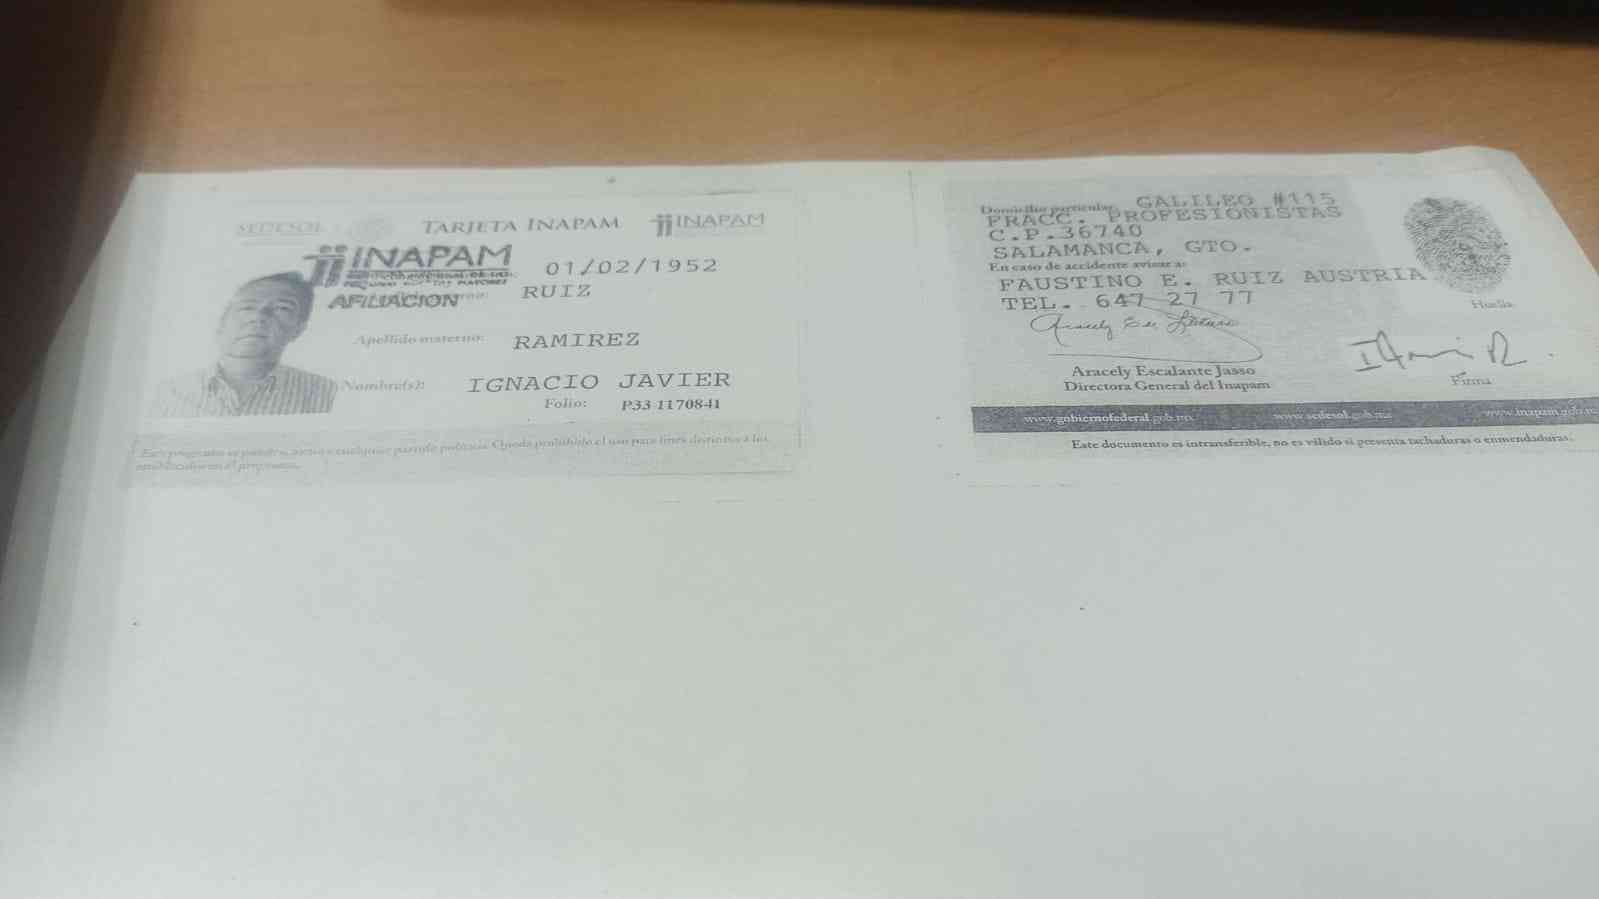 SEDESOL
TARJETA INAPAM
INAPAM
INAPAM
AFILIACION
01/02/1952
RUIZ
Apellido materno: RAMIREZ
Nombre(s): IGNACIO JAVIER
Folio: P33-1170841
Domicilio particular: GALILEO #115
FRACC. PROFESIONISTAS
C.P.36740
SALAMANCA, GTO.
En caso de accidente avisar a:
FAUSTINO E. RUIZ AUSTRIA
TEL. 647 27 77
Huella
Aracely Escalante Jasso
Directora General del Inapam
Firma
www.gobiernofederal.gob.mx
www.sedesol.gob.mx
www.inapam.gob.m
Este documento es intransferible, no es válido si presenta tachaduras o enmendaduras.